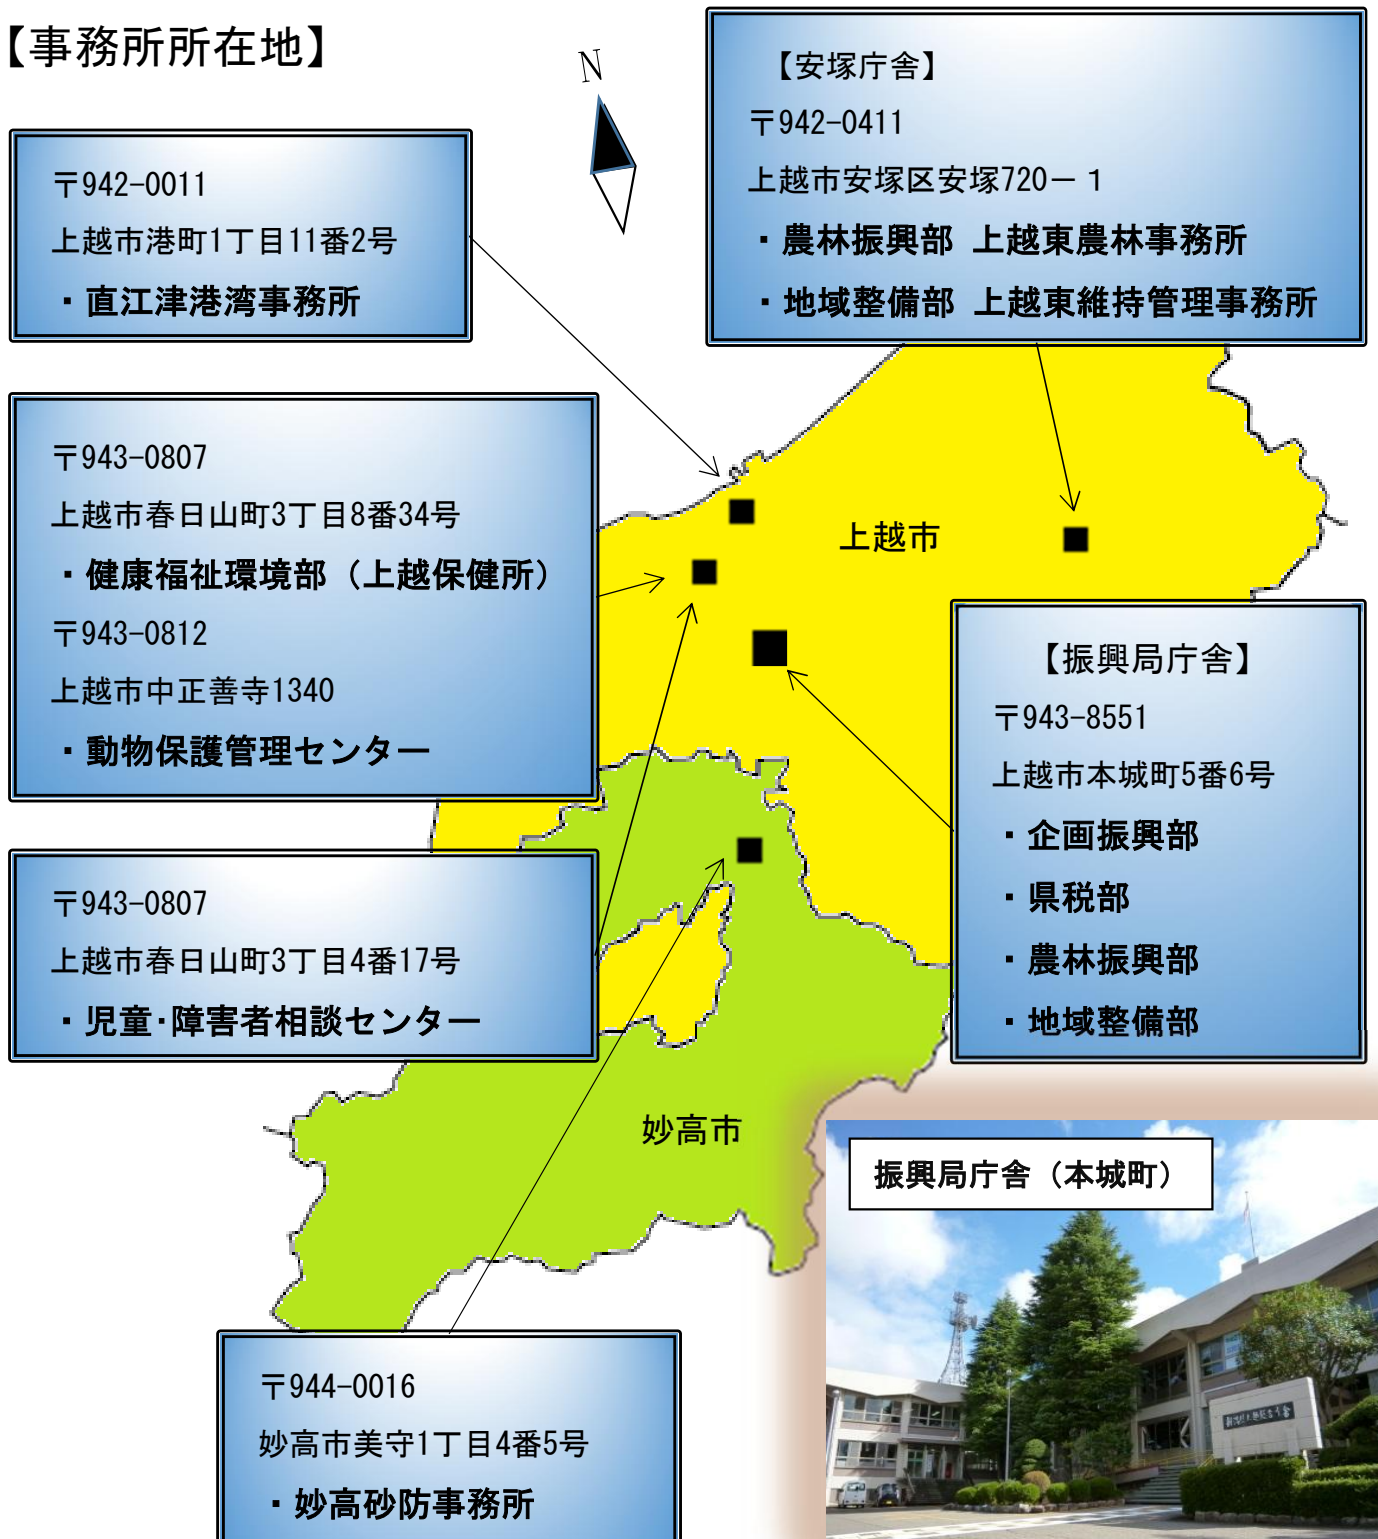 【事務所所在地】
N
〒942-0011
上越市港町1丁目11番2号
・直江津港湾事務所
【安塚庁舎】
〒942-0411
上越市安塚区安塚720－１
・農林振興部 上越東農林事務所
・地域整備部 上越東維持管理事務所
〒943-0807
上越市春日山町3丁目8番34号
・健康福祉環境部（上越保健所）
〒943-0812
上越市中正善寺1340
・動物保護管理センター
上越市
【振興局庁舎】
〒943-8551
上越市本城町5番6号
・企画振興部
・県税部
・農林振興部
・地域整備部
〒943-0807
上越市春日山町3丁目4番17号
・児童・障害者相談センター
妙高市
振興局庁舎（本城町）
〒944-0016
妙高市美守1丁目4番5号
・妙高砂防事務所